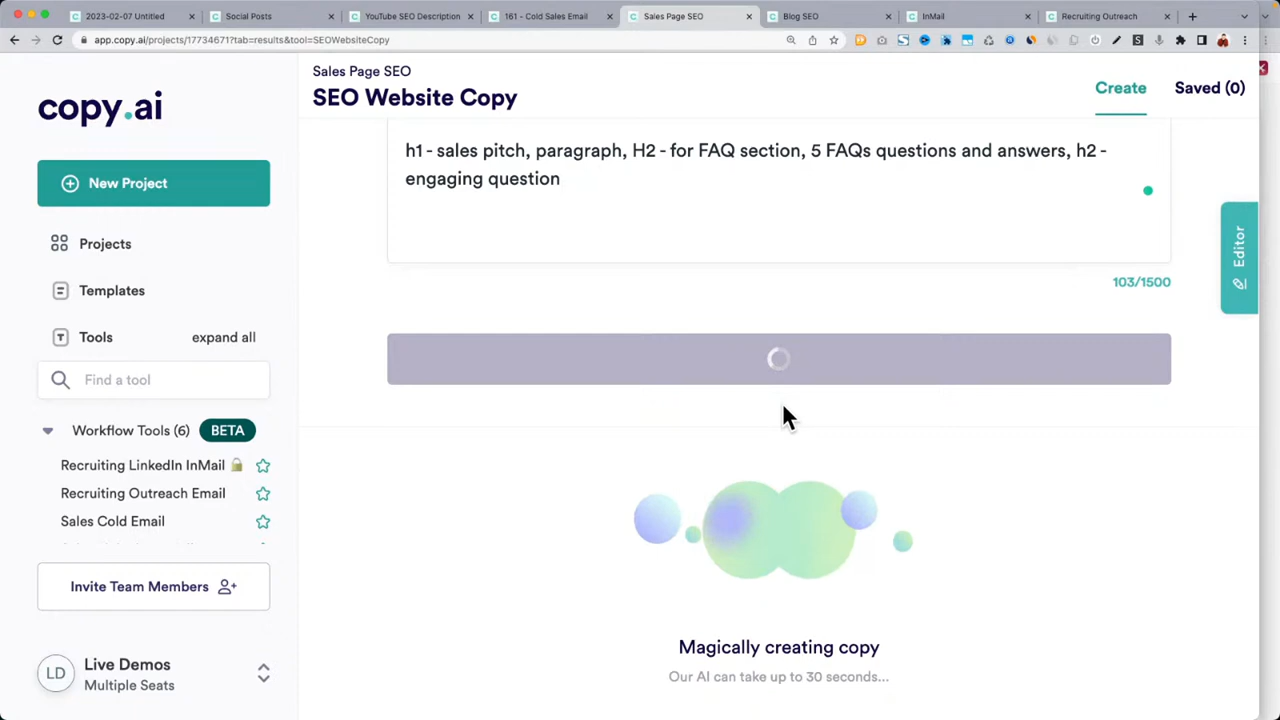 2023-02-07 Untitled
Social Posts
YouTube SEO Description
161 - Cold Sales Email
Sales Page SEO
Blog SEO
InMail
Recruiting Outreach
app.copy.ai/projects/17734671?tab=results&tool=SEOWebsiteCopy
copy.ai
New Project
Projects
Templates
Tools
expand all
Find a tool
Workflow Tools (6)
BETA
Recruiting LinkedIn InMail
Recruiting Outreach Email
Sales Cold Email
Invite Team Members
LD
Live Demos
Multiple Seats
Sales Page SEO
SEO Website Copy
Create
Saved (0)
h1 - sales pitch, paragraph, H2 - for FAQ section, 5 FAQs questions and answers, h2 -
engaging question
103/1500
Editor
Magically creating copy
Our AI can take up to 30 seconds...